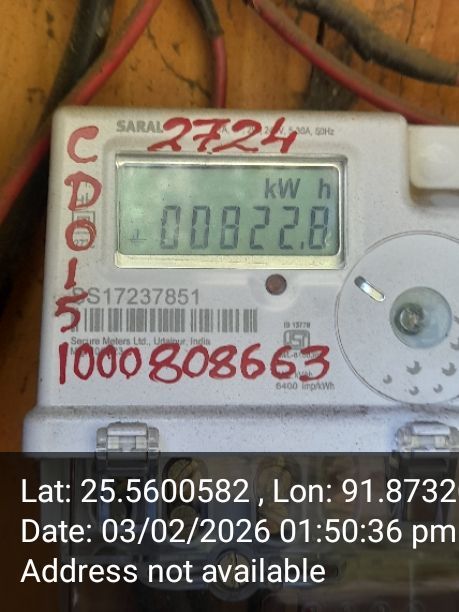 SARAL
2724
5-30A, 50Hz
kW h
00822.8
C
D
0
1
5
SS17237851
Secure Meters Ltd., Udaipur, India
IS 13779
1000808663
6400 imp/kWh
Lat: 25.5600582 , Lon: 91.8732
Date: 03/02/2026 01:50:36 pm
Address not available